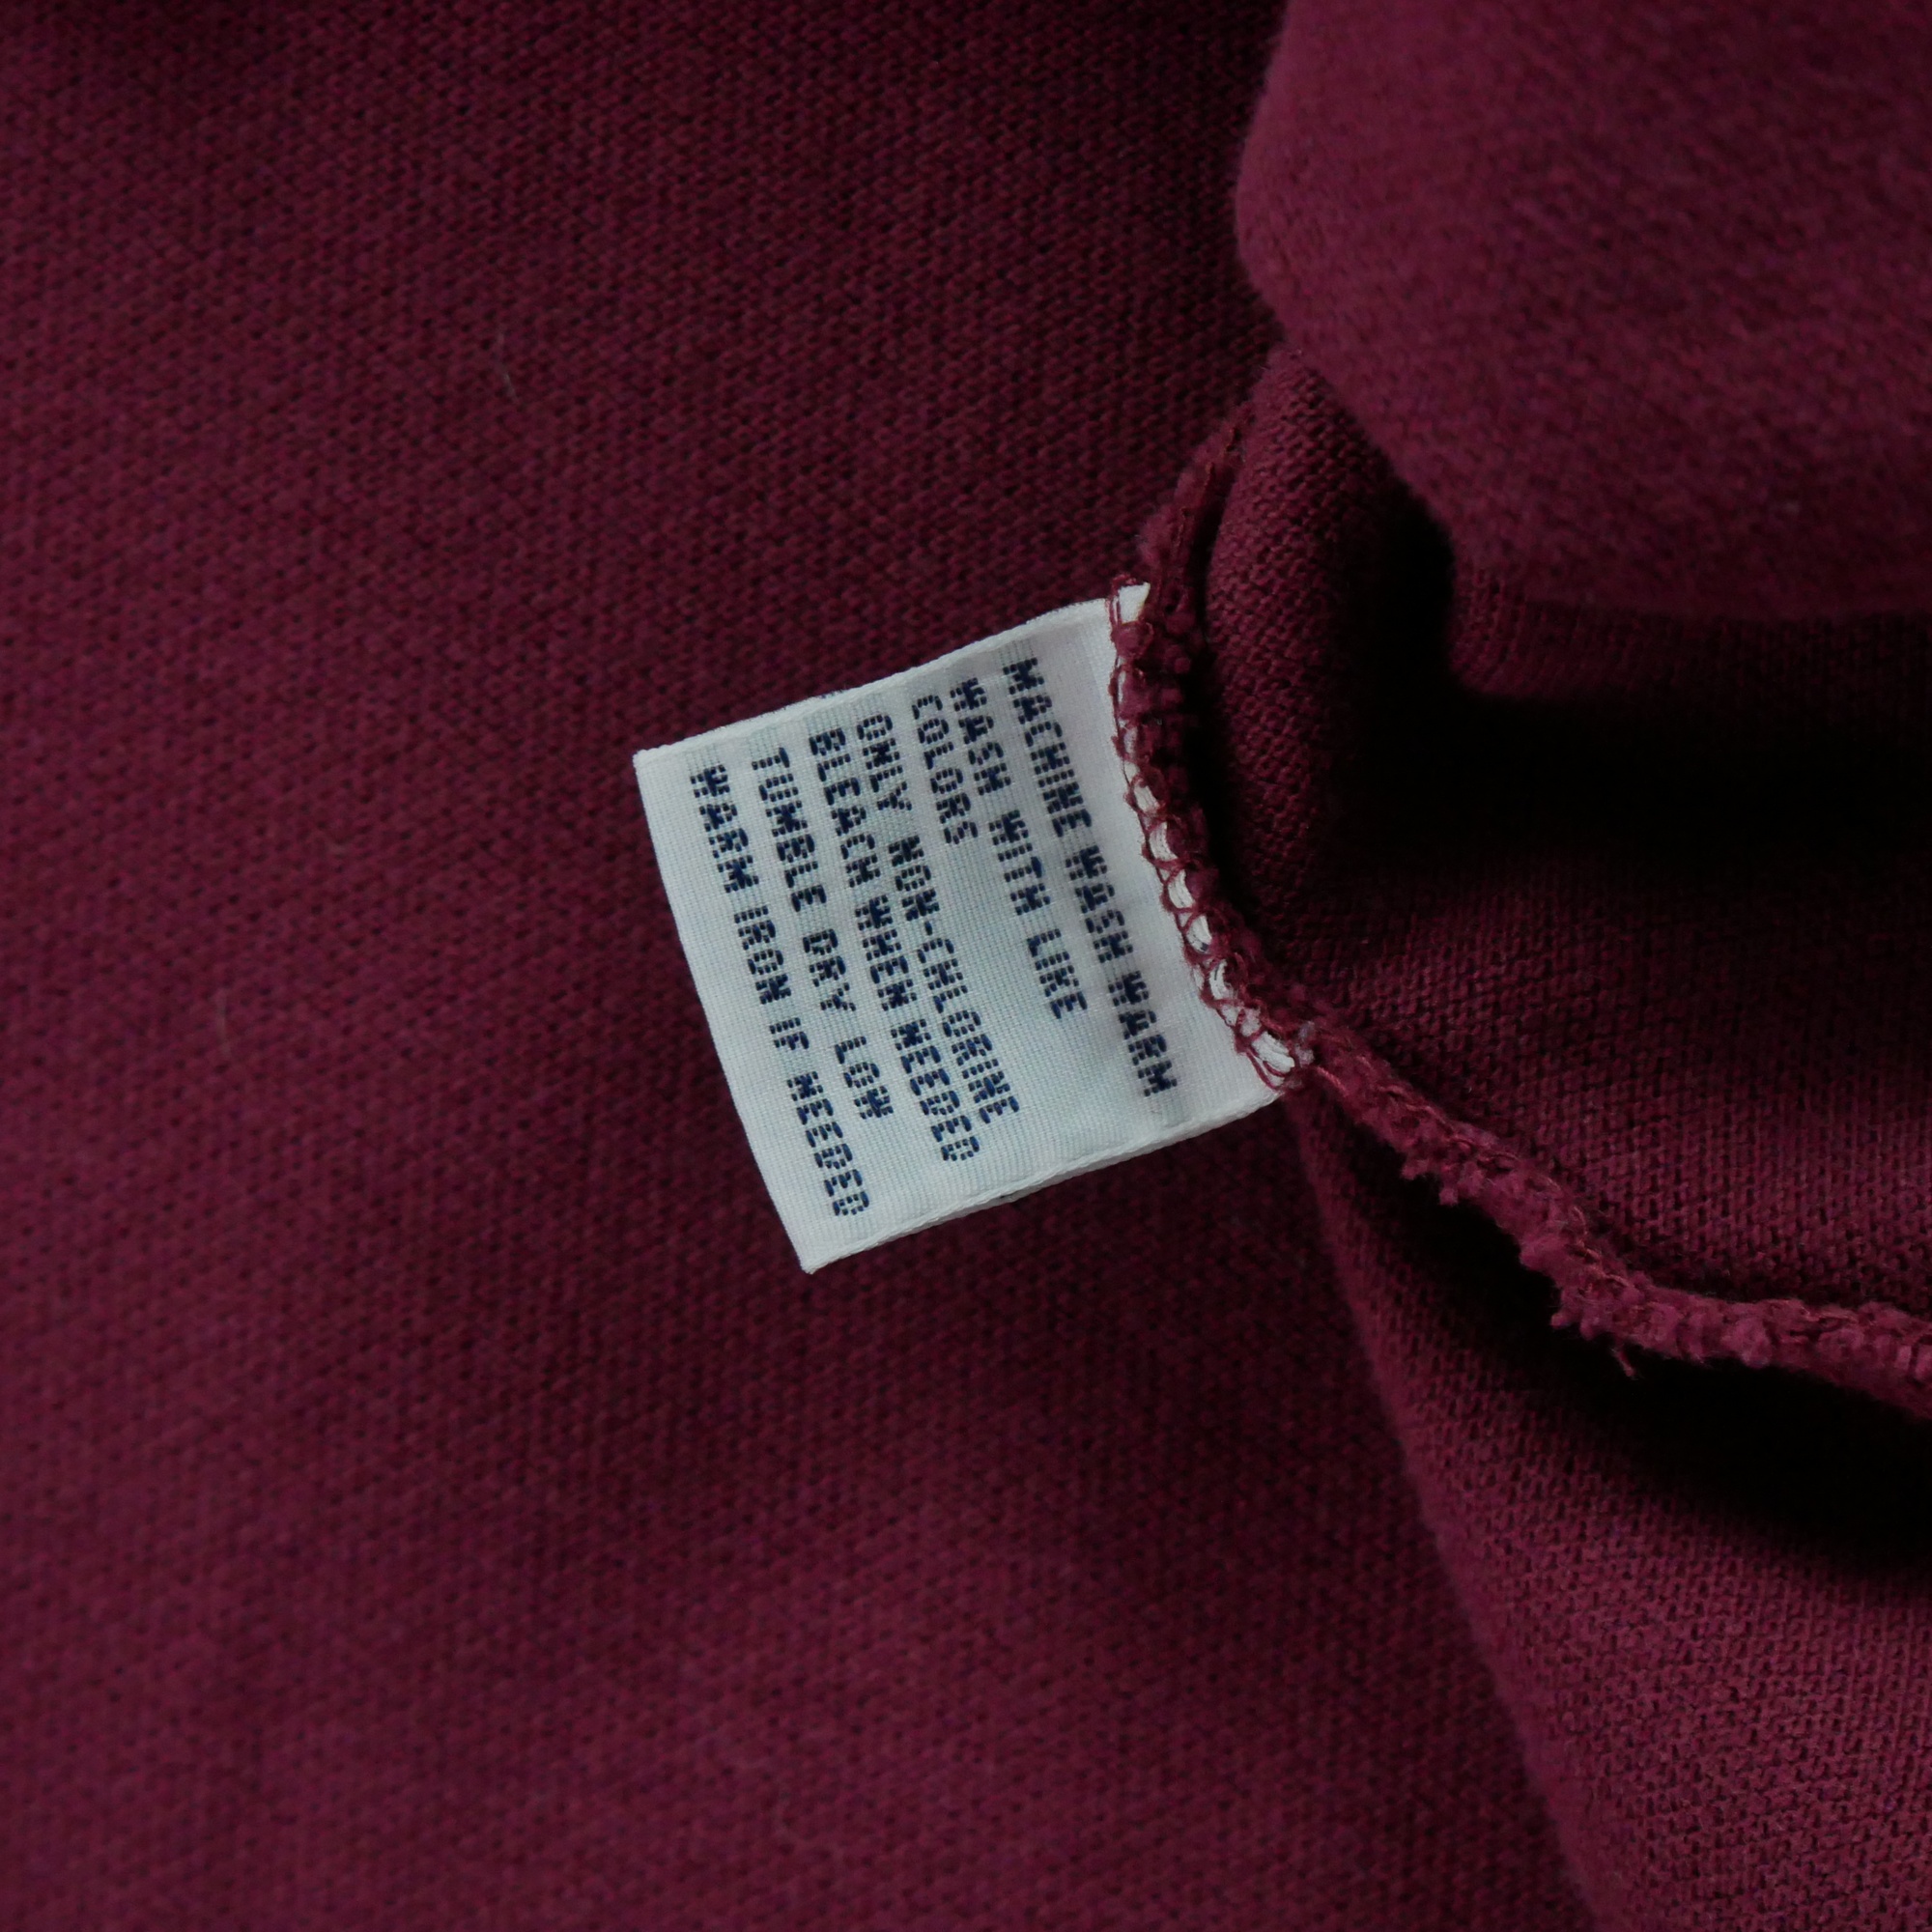 MACHINE WASH WARM
WASH WITH LIKE
COLORS
ONLY NON-CHLORINE
BLEACH WHEN NEEDED
TUMBLE DRY LOW
WARM IRON IF NEEDED